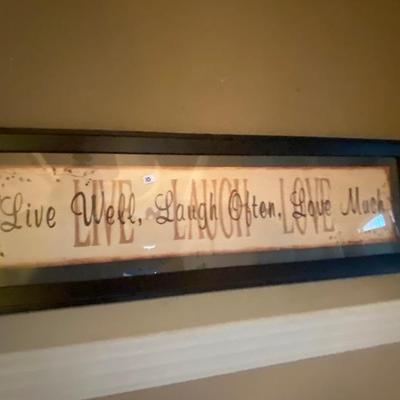 Live Well, Laugh Often, Love Much
LIVE ~ LAUGH ~ LOVE